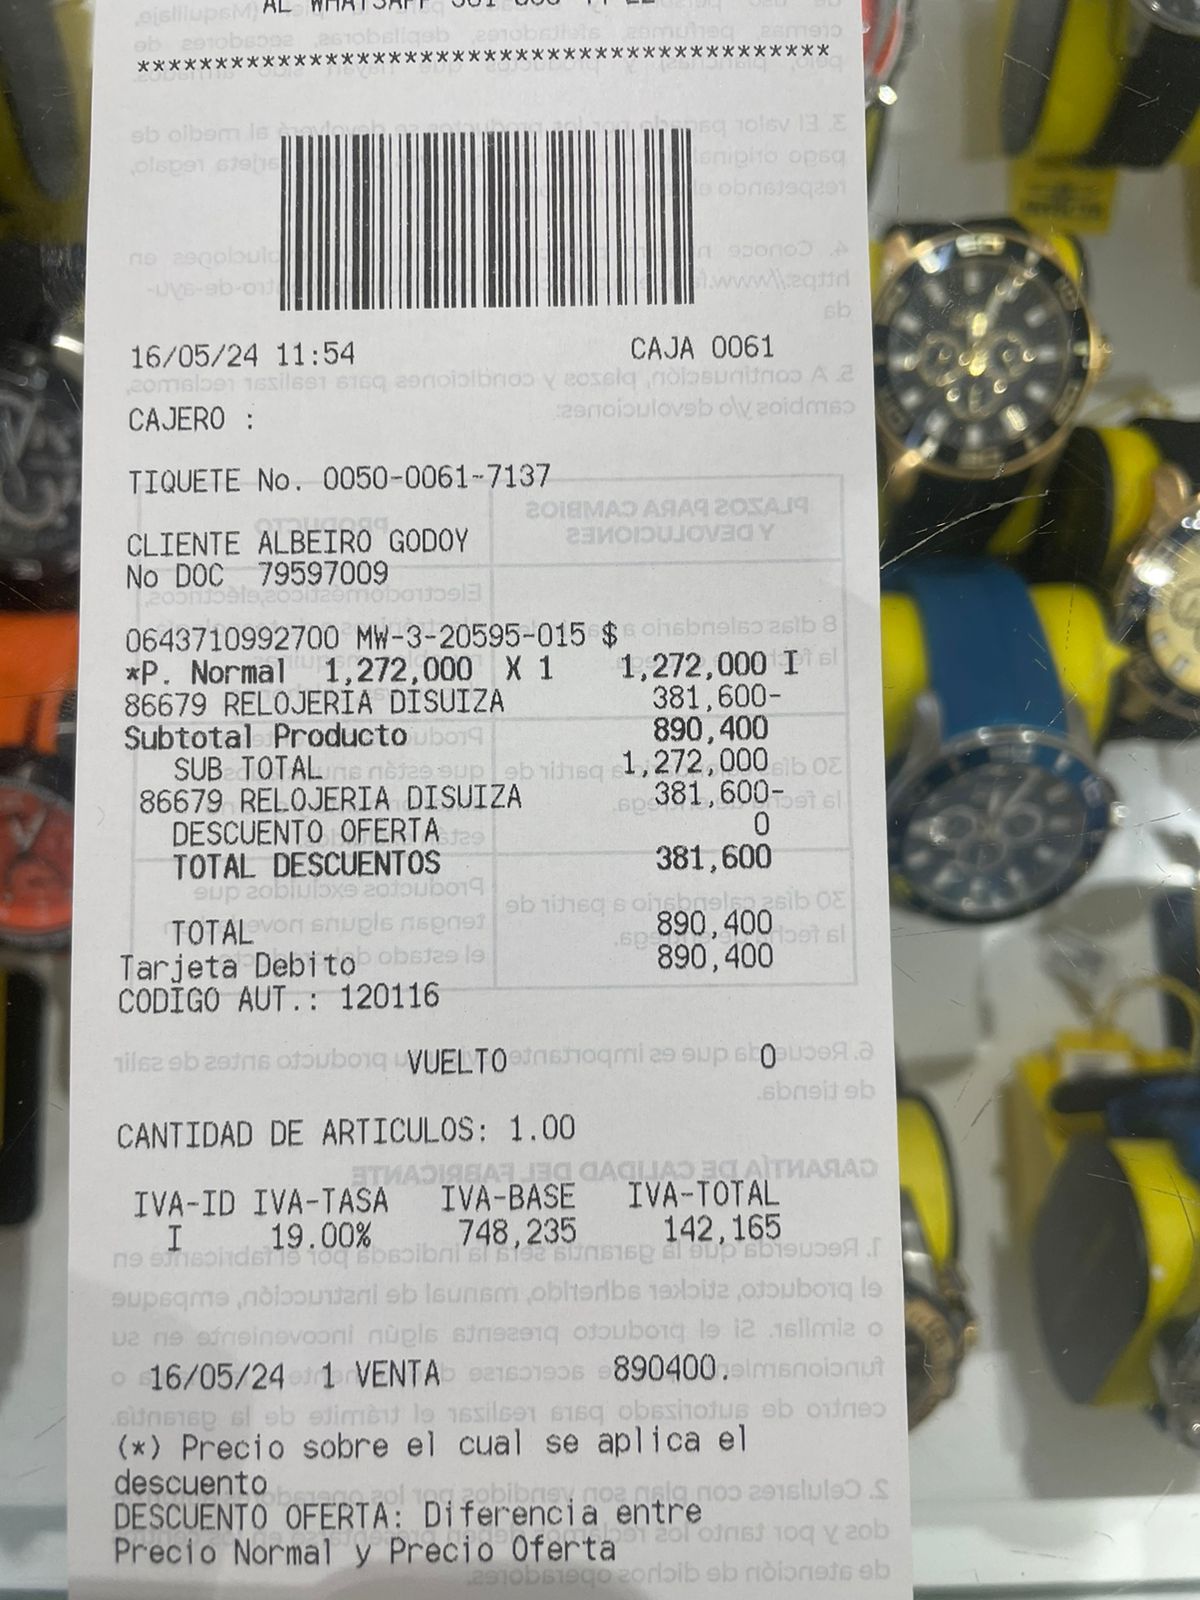 ****************************************************
16/05/24 11:54 CAJA 0061
CAJERO :
TIQUETE No. 0050-0061-7137
CLIENTE ALBEIRO GODOY
No DOC 79597009
0643710992700 MW-3-20595-015 $
*P. Normal 1,272,000 X 1 1,272,000 I
86679 RELOJERIA DISUIZA 381,600-
Subtotal Producto 890,400
SUB TOTAL 1,272,000
86679 RELOJERIA DISUIZA 381,600-
DESCUENTO OFERTA 0
TOTAL DESCUENTOS 381,600
TOTAL 890,400
Tarjeta Debito 890,400
CODIGO AUT.: 120116
VUELTO 0
CANTIDAD DE ARTICULOS: 1.00
IVA-ID IVA-TASA IVA-BASE IVA-TOTAL
I 19.00% 748,235 142,165
16/05/24 1 VENTA 890400.
(*) Precio sobre el cual se aplica el
descuento
DESCUENTO OFERTA: Diferencia entre
Precio Normal y Precio Oferta